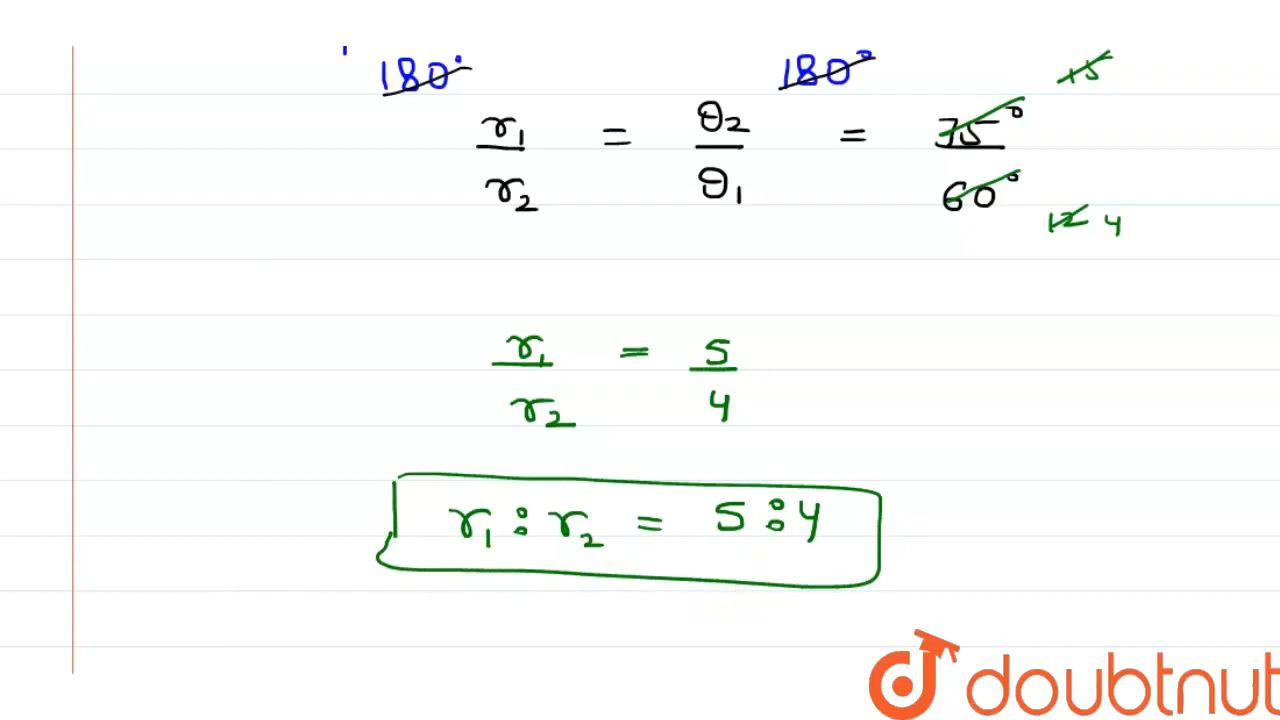 180° 180° 15
r₁ = θ₂ = 75°
r₂ θ₁ 60° 12 4
r₁ = 5
r₂ 4
r₁ : r₂ = 5 : 4
doubtnut